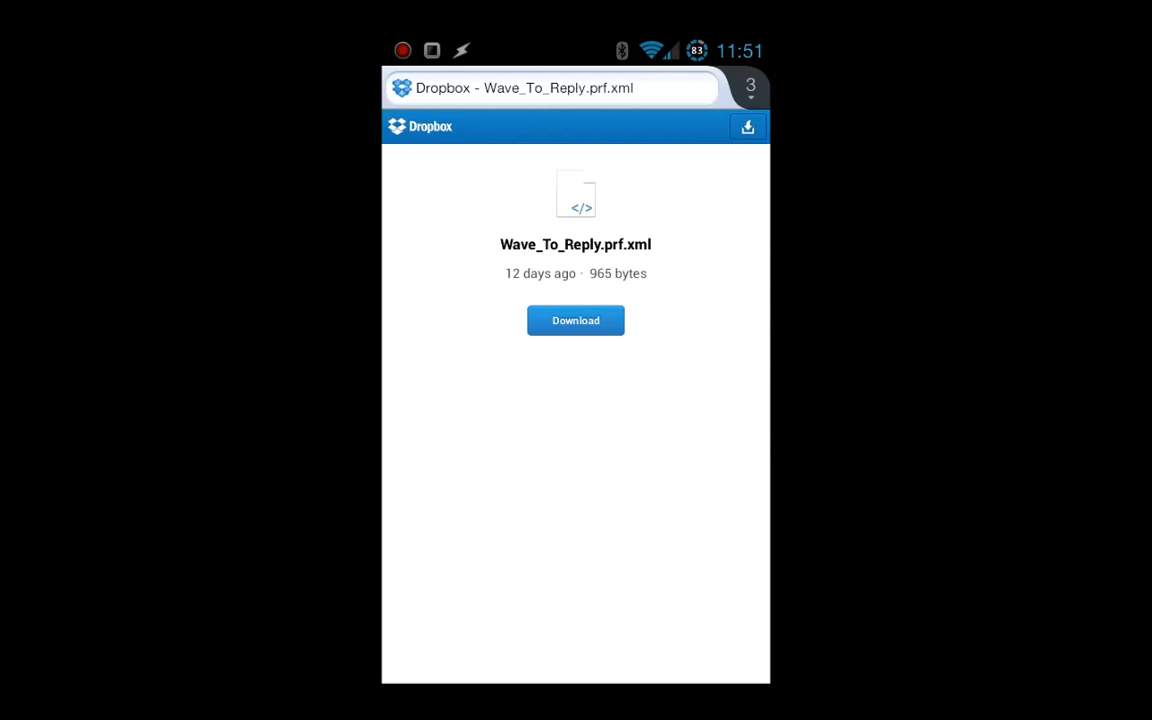 83 11:51
Dropbox - Wave_To_Reply.prf.xml 3
Dropbox
</>
Wave_To_Reply.prf.xml
12 days ago · 965 bytes
Download